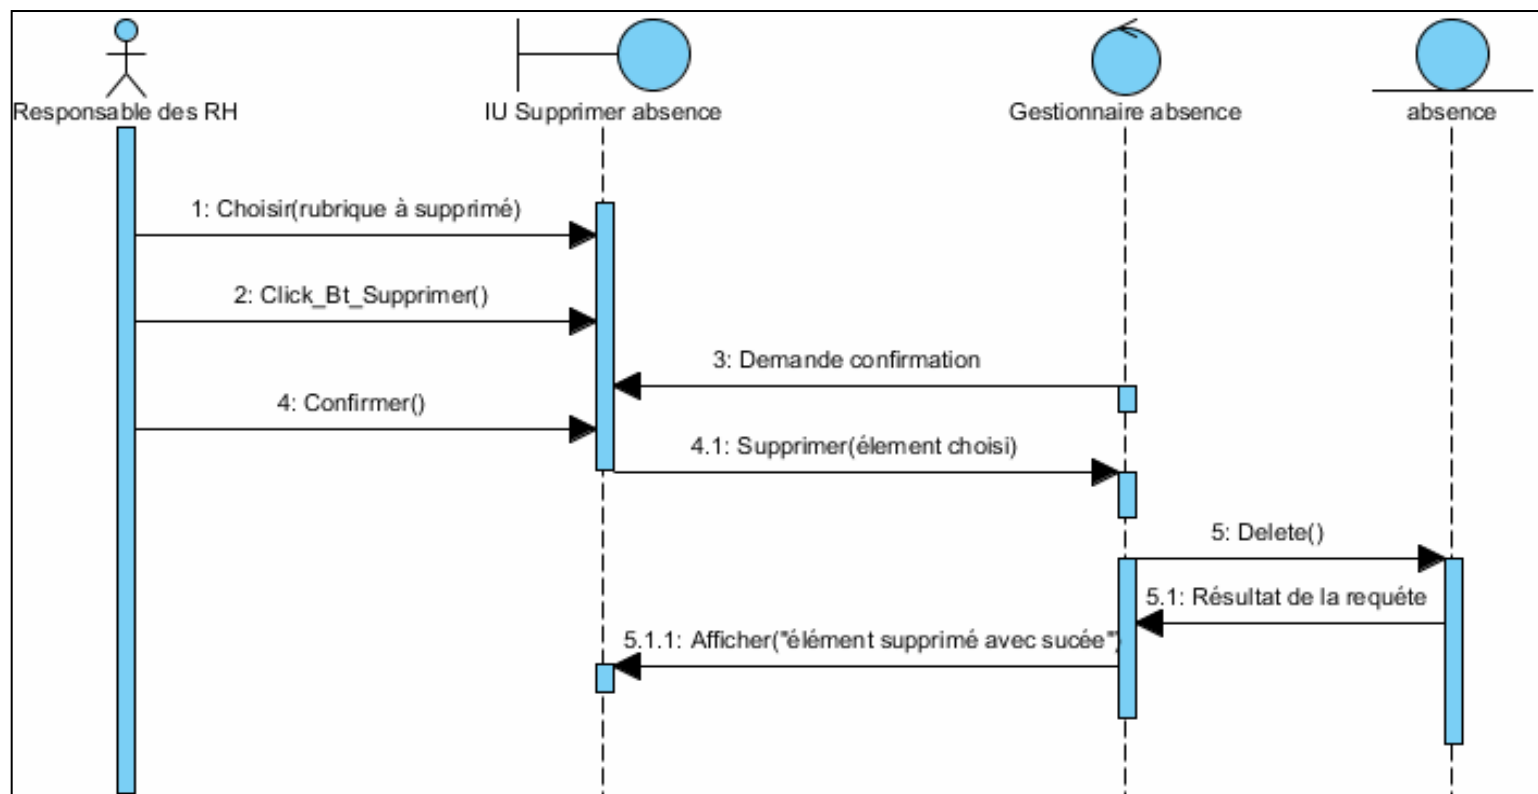 Responsable des RH
IU Supprimer absence
Gestionnaire absence
absence
1: Choisir(rubrique à supprimé)
2: Click_Bt_Supprimer()
3: Demande confirmation
4: Confirmer()
4.1: Supprimer(élement choisi)
5: Delete()
5.1: Résultat de la requéte
5.1.1: Afficher("élément supprimé avec sucée")